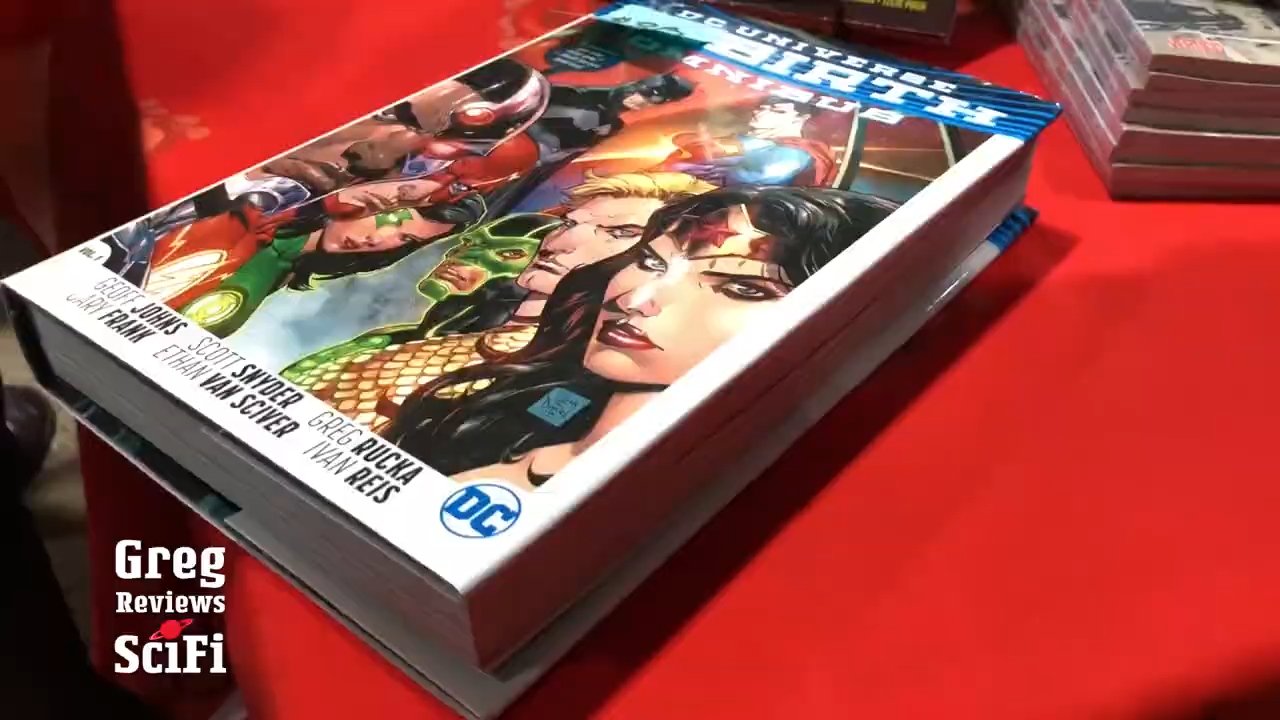 DC UNIVERSE
BIRTH
OMNIBUS
VOL. 1
GEOFF JOHNS
GARY FRANK
SCOTT SNYDER
ETHAN VAN SCIVER
GREG RUCKA
IVAN REIS
DC
Greg
Reviews
SciFi